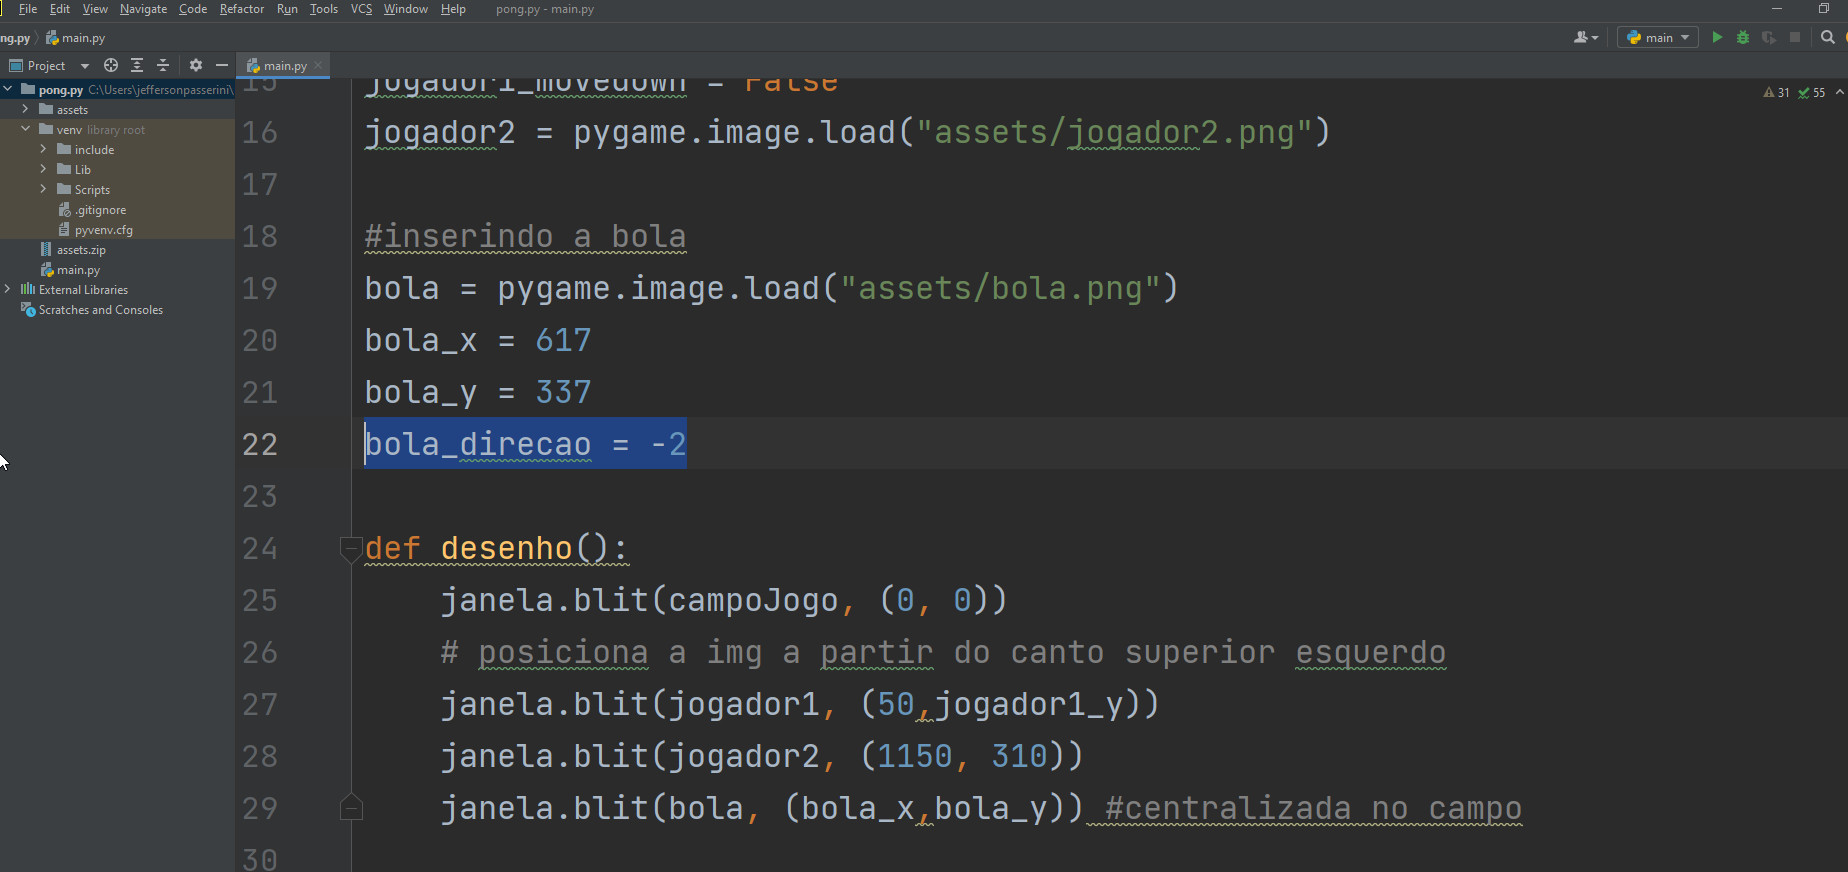 File Edit View Navigate Code Refactor Run Tools VCS Window Help pong.py - main.py
ng.py main.py
main
Project
main.py
pong.py C:\Users\jeffersonpasserini\
assets
venv library root
include
Lib
Scripts
.gitignore
pyvenv.cfg
assets.zip
main.py
External Libraries
Scratches and Consoles
31 55
15 jogador1_movedown = False
16 jogador2 = pygame.image.load("assets/jogador2.png")
17
18 #inserindo a bola
19 bola = pygame.image.load("assets/bola.png")
20 bola_x = 617
21 bola_y = 337
22 bola_direcao = -2
23
24 def desenho():
25 janela.blit(campoJogo, (0, 0))
26 # posiciona a img a partir do canto superior esquerdo
27 janela.blit(jogador1, (50,jogador1_y))
28 janela.blit(jogador2, (1150, 310))
29 janela.blit(bola, (bola_x,bola_y)) #centralizada no campo
30